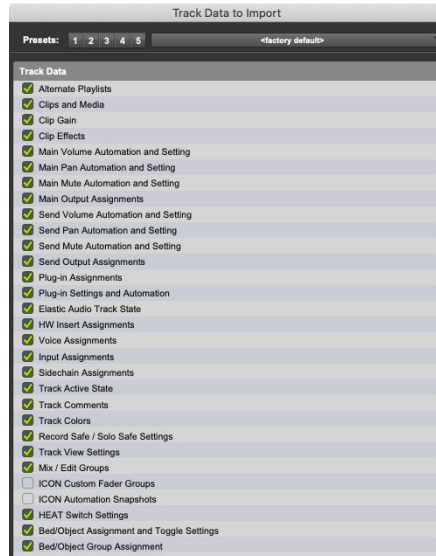 Track Data to Import
Presets: 1 2 3 4 5 <factory default>
Track Data
Alternate Playlists
Clips and Media
Clip Gain
Clip Effects
Main Volume Automation and Setting
Main Pan Automation and Setting
Main Mute Automation and Setting
Main Output Assignments
Send Volume Automation and Setting
Send Pan Automation and Setting
Send Mute Automation and Setting
Send Output Assignments
Plug-in Assignments
Plug-in Settings and Automation
Elastic Audio Track State
HW Insert Assignments
Voice Assignments
Input Assignments
Sidechain Assignments
Track Active State
Track Comments
Track Colors
Record Safe / Solo Safe Settings
Track View Settings
Mix / Edit Groups
ICON Custom Fader Groups
ICON Automation Snapshots
HEAT Switch Settings
Bed/Object Assignment and Toggle Settings
Bed/Object Group Assignment